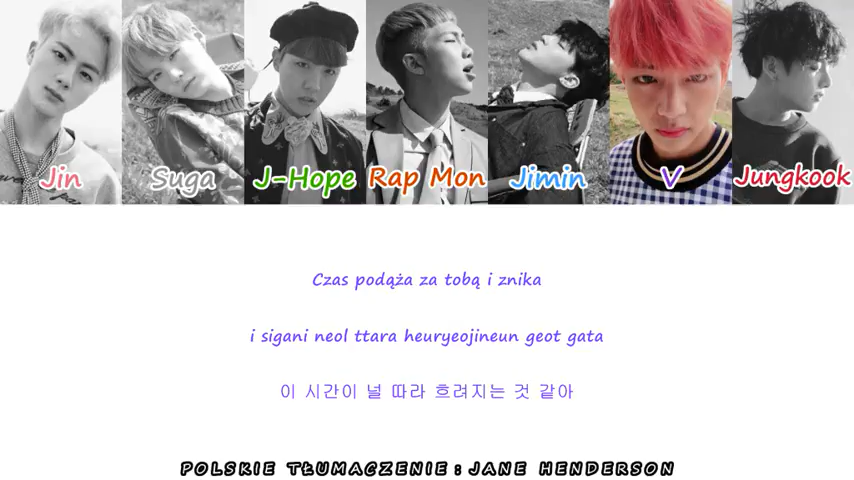 Jin Suga J-Hope Rap Mon Jimin V Jungkook
Czas podąża za tobą i znika
i sigani neol ttara heuryeojineun geot gata
이 시간이 널 따라 흐려지는 것 같아
POLSKIE TŁUMACZENIE : JANE HENDERSON